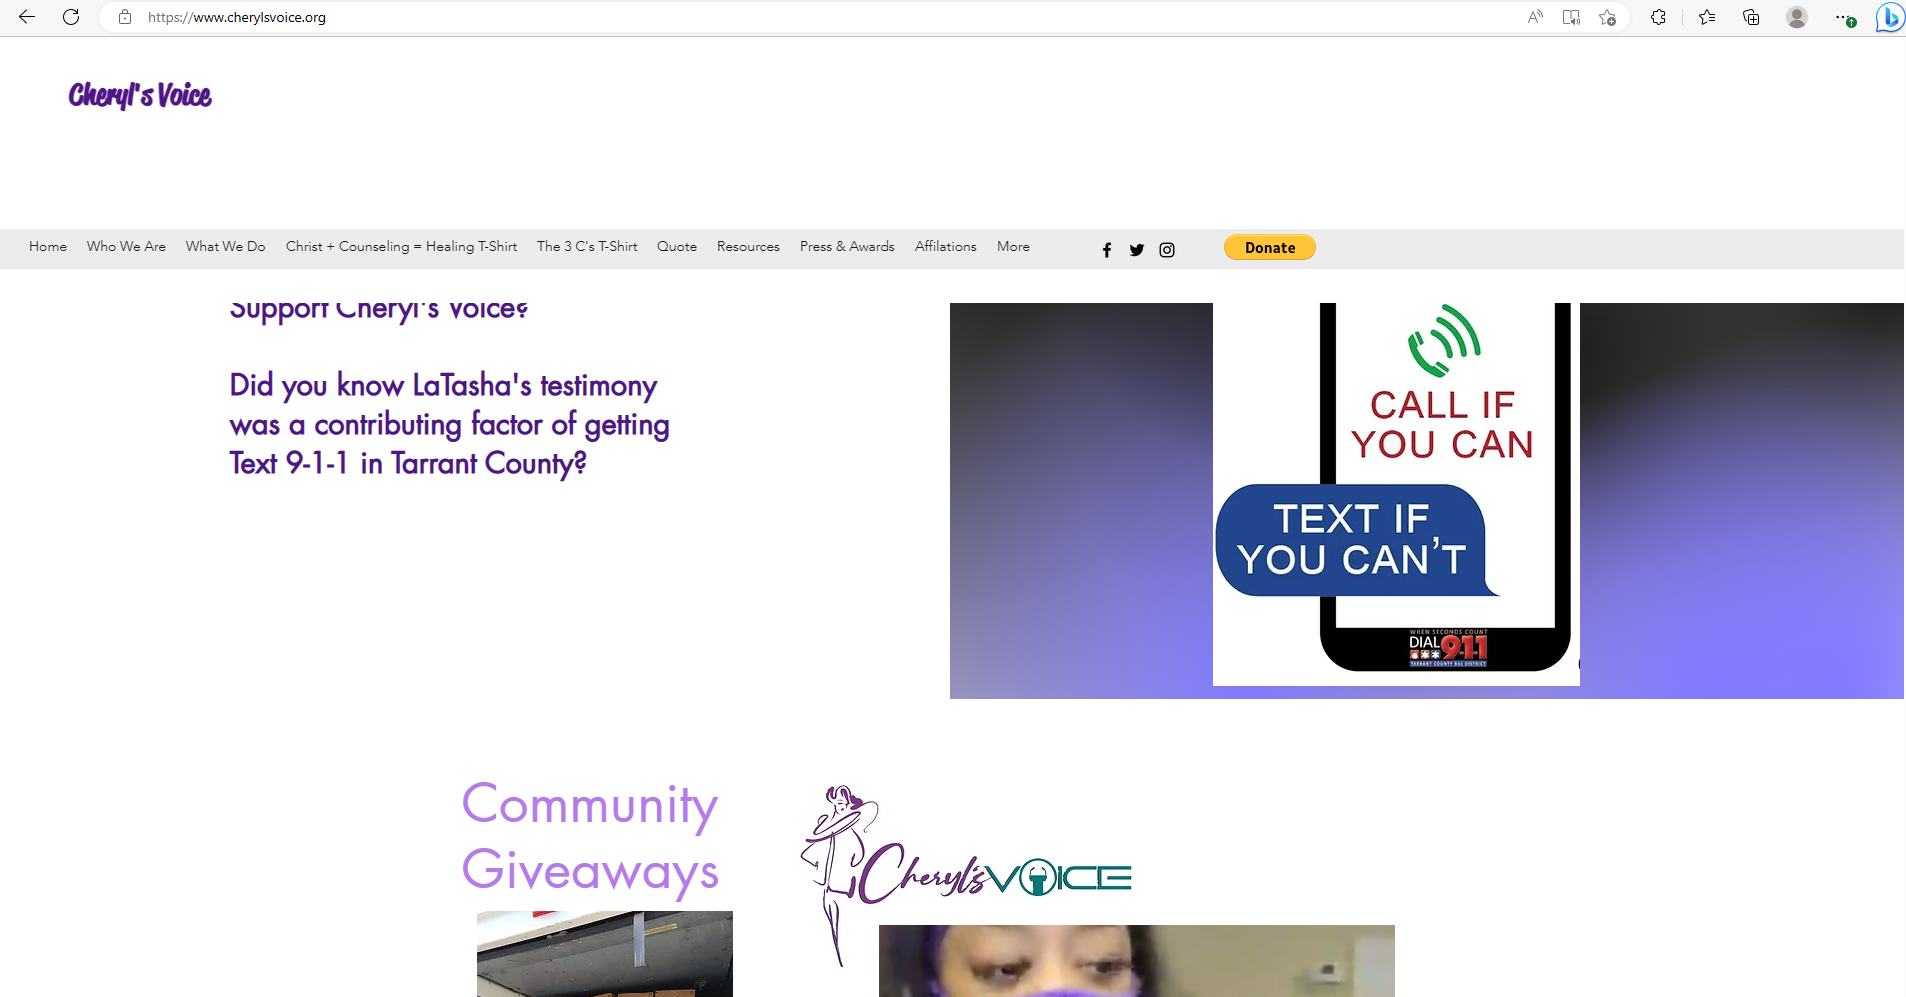 https://www.cherylsvoice.org
Cheryl's Voice
Home Who We Are What We Do Christ + Counseling = Healing T-Shirt The 3 C's T-Shirt Quote Resources Press & Awards Affilations More
Donate
Support Cheryl's Voice?
Did you know LaTasha's testimony
was a contributing factor of getting
Text 9-1-1 in Tarrant County?
CALL IF
YOU CAN
TEXT IF
YOU CAN'T
WHEN SECONDS COUNT
DIAL 9-1-1
TARRANT COUNTY 9-1-1 DISTRICT
Community
Giveaways
Cheryl's VOICE